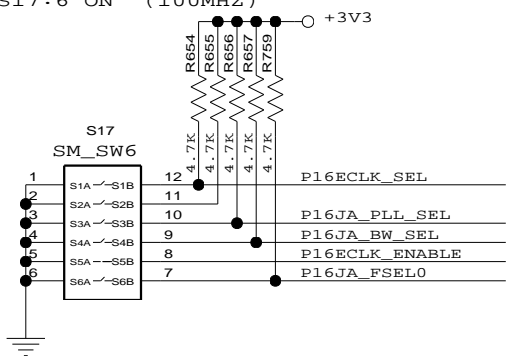 S17:6 ON (100MHZ)
+3V3
R654
R655
R656
R657
R759
4.7K
4.7K
4.7K
4.7K
4.7K
S17
SM_SW6
1 S1A S1B 12 P16ECLK_SEL
2 S2A S2B 11
3 S3A S3B 10 P16JA_PLL_SEL
4 S4A S4B 9 P16JA_BW_SEL
5 S5A S5B 8 P16ECLK_ENABLE
6 S6A S6B 7 P16JA_FSEL0